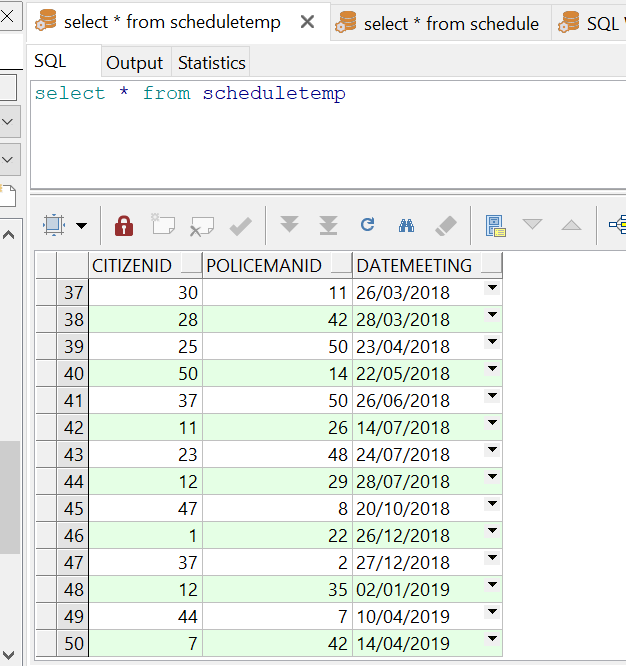 select * from scheduletemp
select * from schedule
SQL
SQL
Output
Statistics
select * from scheduletemp
CITIZENID POLICEMANID DATEMEETING
37 30 11 26/03/2018
38 28 42 28/03/2018
39 25 50 23/04/2018
40 50 14 22/05/2018
41 37 50 26/06/2018
42 11 26 14/07/2018
43 23 48 24/07/2018
44 12 29 28/07/2018
45 47 8 20/10/2018
46 1 22 26/12/2018
47 37 2 27/12/2018
48 12 35 02/01/2019
49 44 7 10/04/2019
50 7 42 14/04/2019